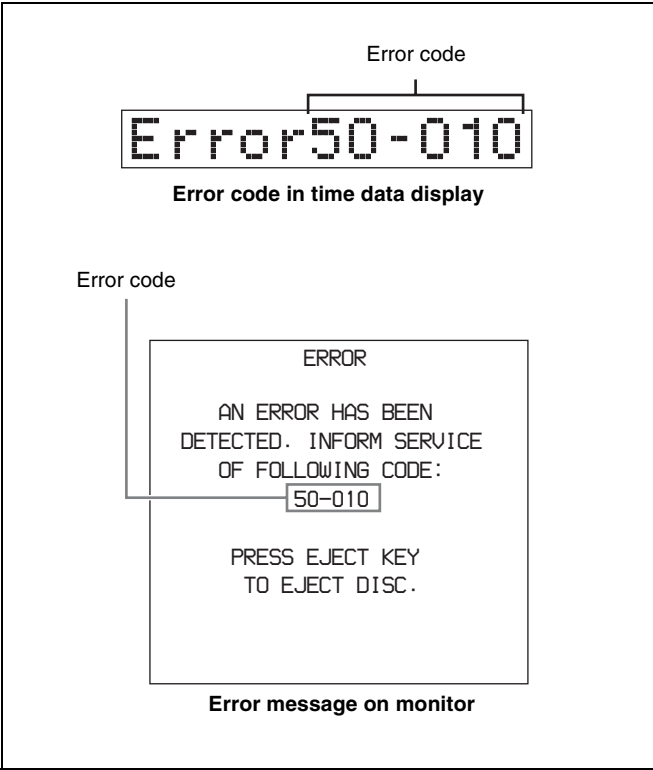 Error code
Error50-010
Error code in time data display
Error code
ERROR
AN ERROR HAS BEEN
DETECTED. INFORM SERVICE
OF FOLLOWING CODE:
50-010
PRESS EJECT KEY
TO EJECT DISC.
Error message on monitor